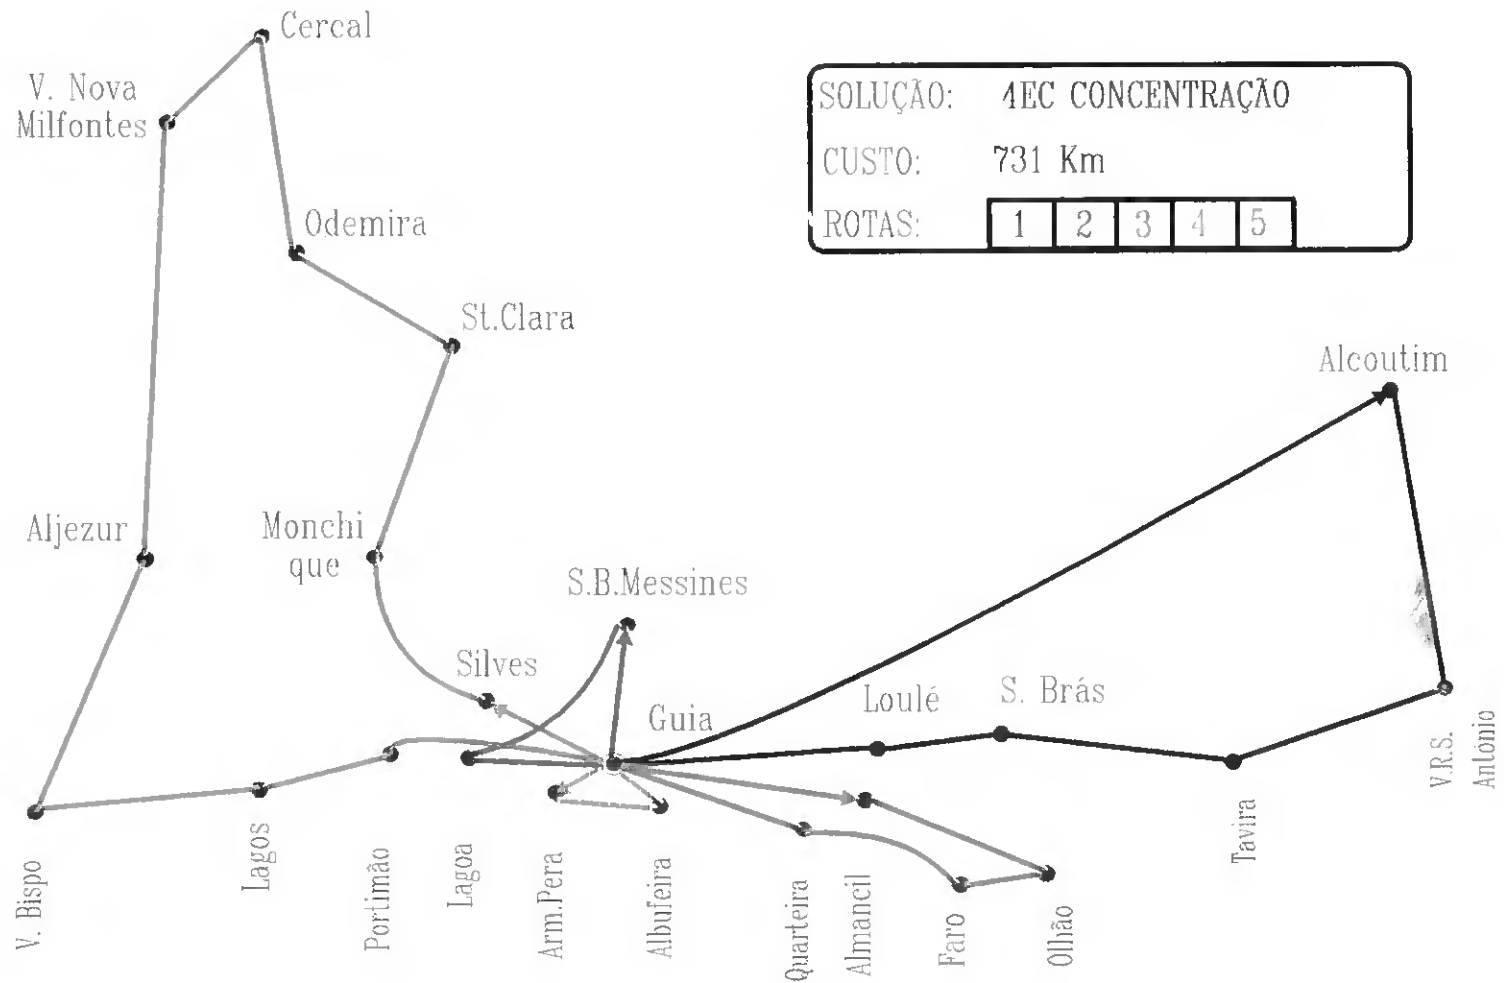 Cercal
V. Nova
Milfontes
SOLUÇÃO: 4EC CONCENTRAÇÃO
CUSTO: 731 Km
ROTAS: 1 2 3 4 5
Odemira
St.Clara
Alcoutim
Aljezur
Monchi
que
S.B.Messines
Silves
Guia
Loulé
S. Brás
V.R.S.
António
Tavira
V. Bispo
Lagos
Portimão
Lagoa
Arm.Pera
Albufeira
Quarteira
Almancil
Faro
Olhão